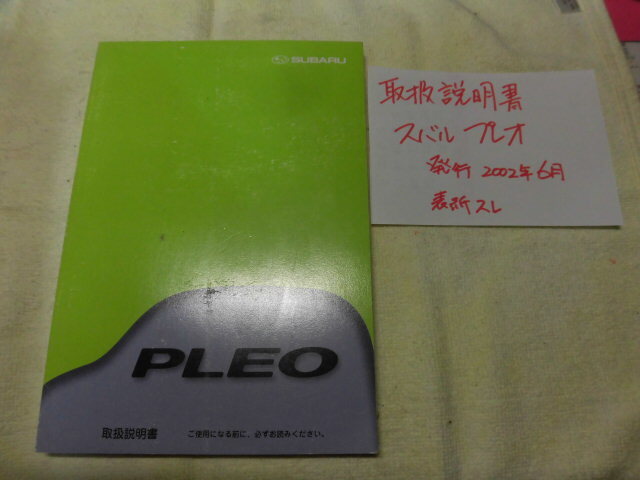 SUBARU
PLEO
取扱説明書
ご使用になる前に、必ずお読みください。
取扱説明書
スバル プレオ
発行 2002年6月
表紙スレ